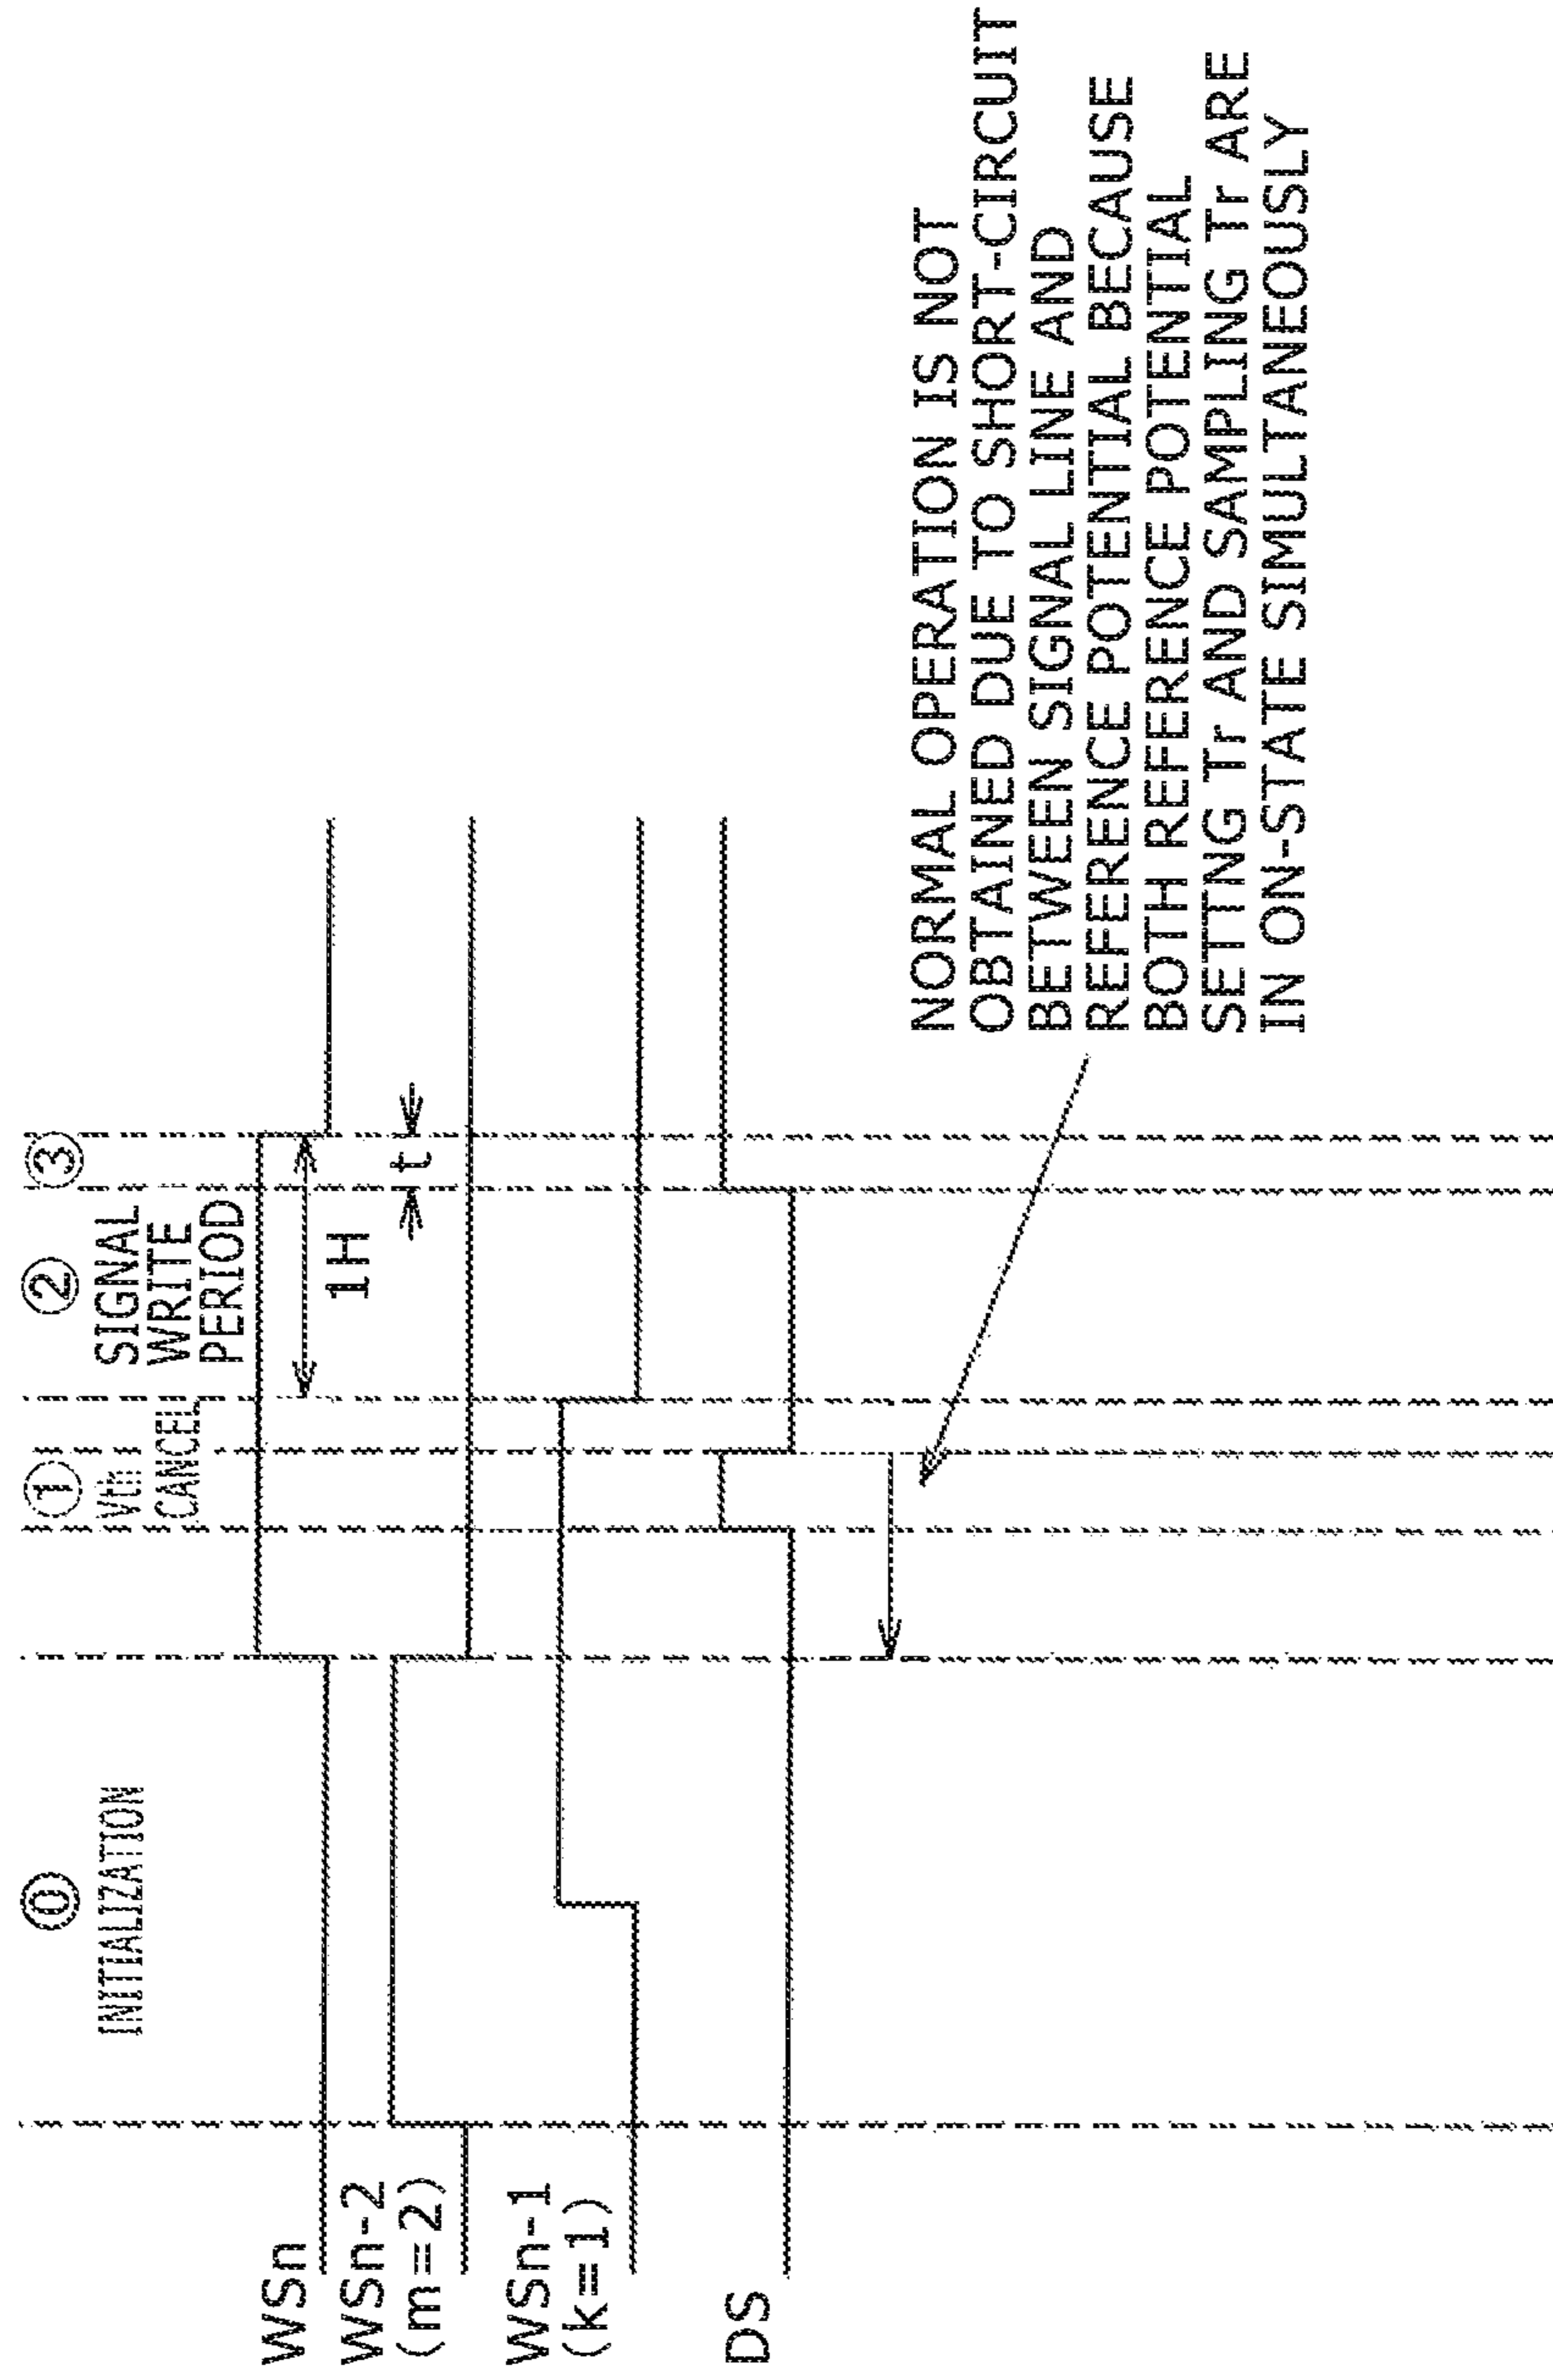 ⓪
INITIALIZATION
①
Vth
CANCEL
②
SIGNAL
WRITE
PERIOD
③
WSn
1H
WSn-2
(m=2)
t
WSn-1
(k=1)
DS
NORMAL OPERATION IS NOT
OBTAINED DUE TO SHORT-CIRCUIT
BETWEEN SIGNAL LINE AND
REFERENCE POTENTIAL BECAUSE
BOTH REFERENCE POTENTIAL
SETTNG Tr AND SAMPLING Tr ARE
IN ON-STATE SIMULTANEOUSLY